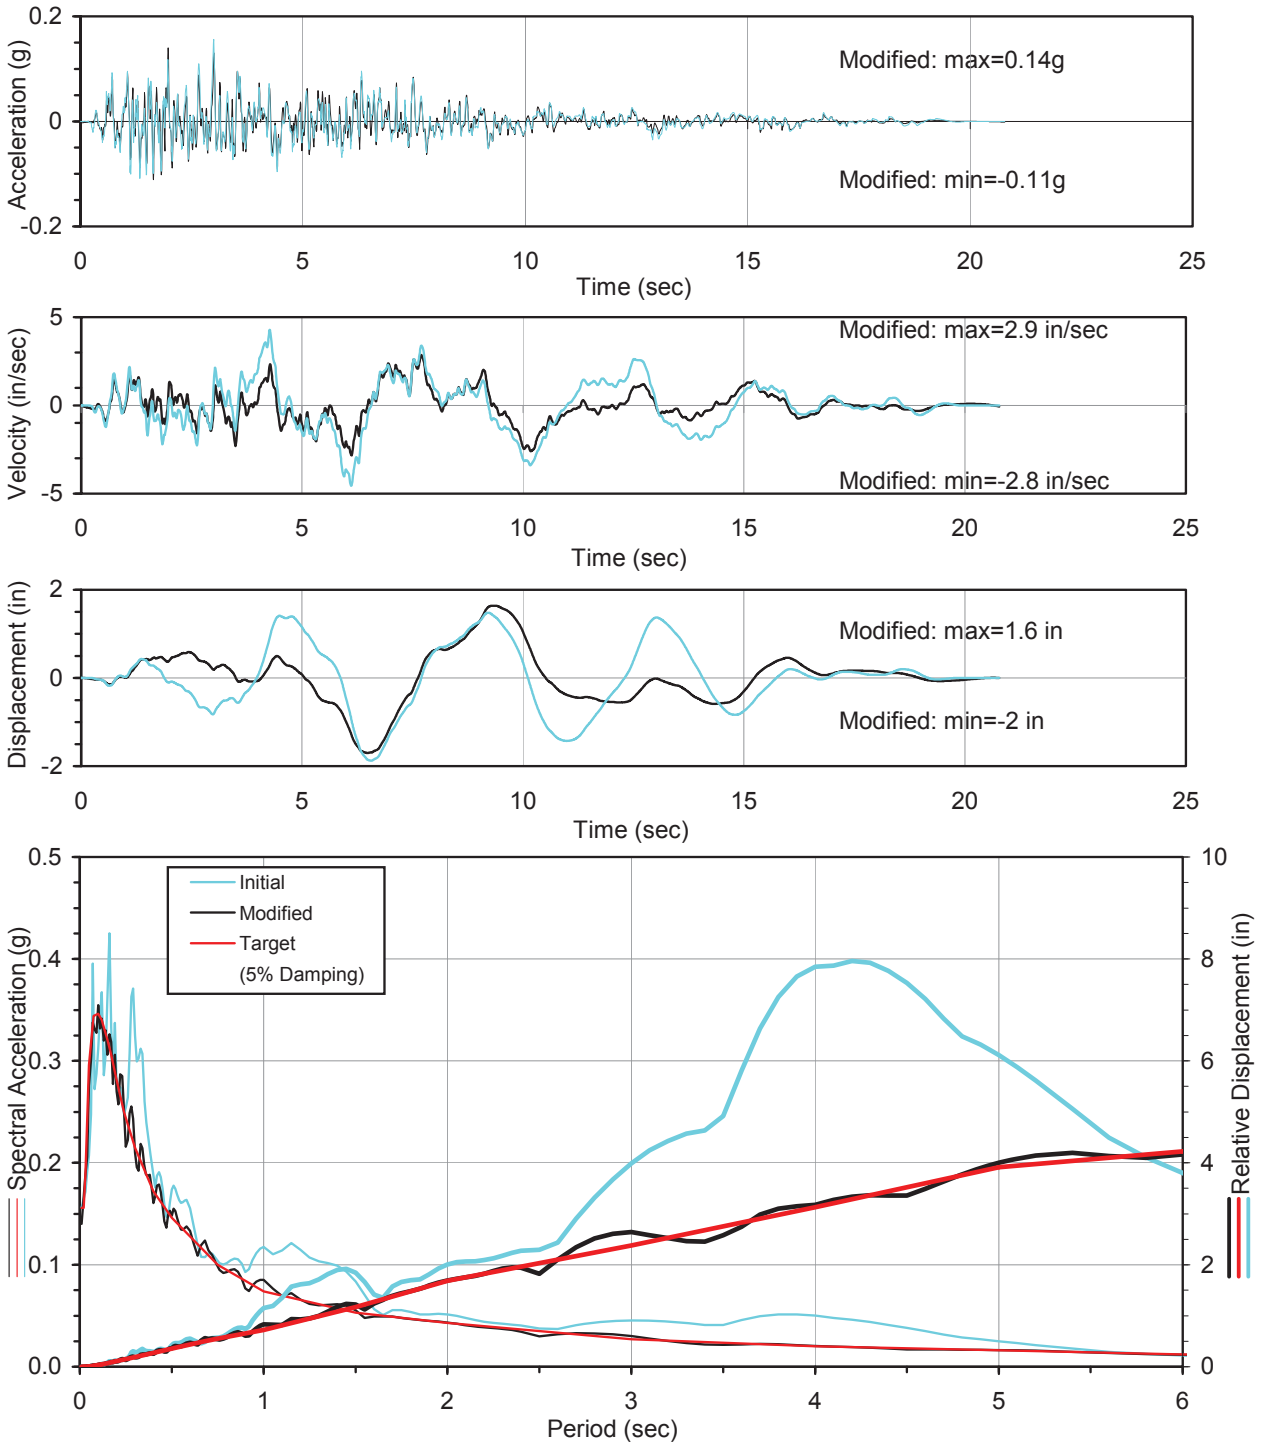 0.2
0
-0.2
Acceleration (g)
Modified: max=0.14g
Modified: min=-0.11g
0 5 10 15 20 25
Time (sec)
5
0
-5
Velocity (in/sec)
Modified: max=2.9 in/sec
Modified: min=-2.8 in/sec
0 5 10 15 20 25
Time (sec)
2
0
-2
Displacement (in)
Modified: max=1.6 in
Modified: min=-2 in
0 5 10 15 20 25
Time (sec)
0.5
0.4
0.3
0.2
0.1
0.0
Spectral Acceleration (g)
Initial
Modified
Target
(5% Damping)
10
8
6
4
2
0
Relative Displacement (in)
0 1 2 3 4 5 6
Period (sec)